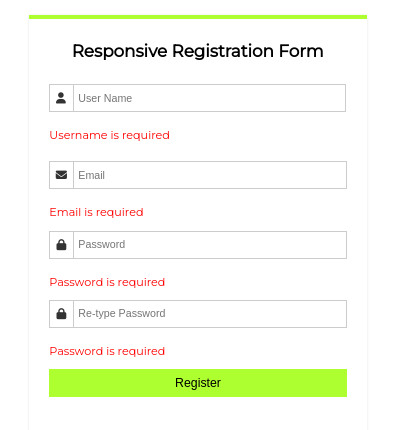 Responsive Registration Form
User Name
Username is required
Email
Email is required
Password
Password is required
Re-type Password
Password is required
Register